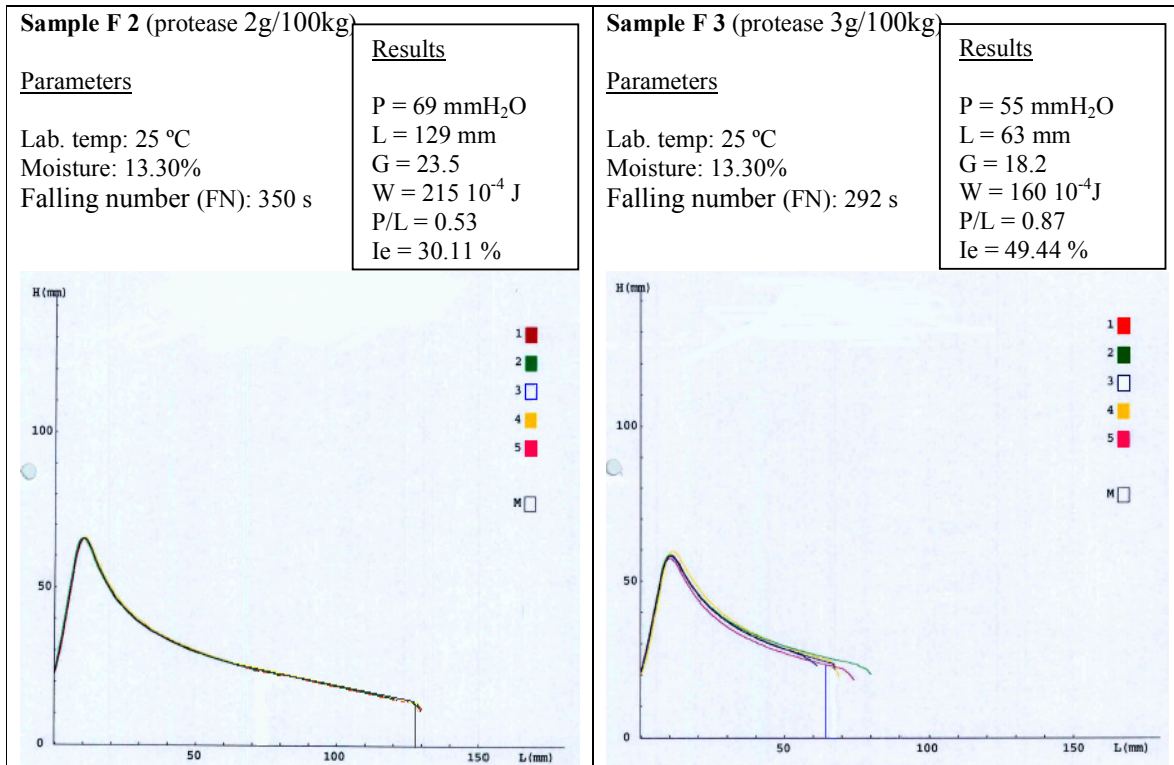 Sample F 2 (protease 2g/100kg)
Parameters
Lab. temp: 25 ºC
Moisture: 13.30%
Falling number (FN): 350 s
Results
P = 69 mmH₂O
L = 129 mm
G = 23.5
W = 215 10⁻⁴ J
P/L = 0.53
Ie = 30.11 %
H(mm)
1
2
3
4
5
M
100
50
0
50
100
150
L(mm)
Sample F 3 (protease 3g/100kg)
Parameters
Lab. temp: 25 ºC
Moisture: 13.30%
Falling number (FN): 292 s
Results
P = 55 mmH₂O
L = 63 mm
G = 18.2
W = 160 10⁻⁴J
P/L = 0.87
Ie = 49.44 %
H(mm)
1
2
3
4
5
M
100
50
0
50
100
150
L(mm)